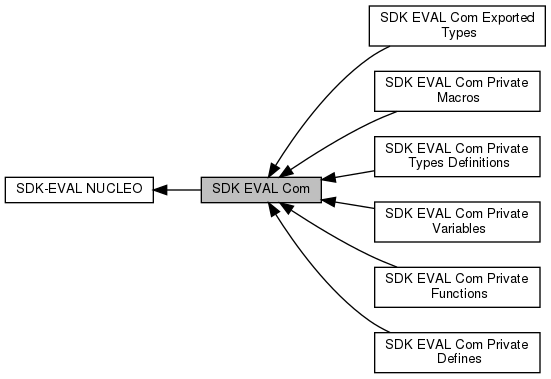 SDK EVAL Com Exported
Types
SDK EVAL Com Private
Macros
SDK EVAL Com Private
Types Definitions
SDK-EVAL NUCLEO
SDK EVAL Com
SDK EVAL Com Private
Variables
SDK EVAL Com Private
Functions
SDK EVAL Com Private
Defines